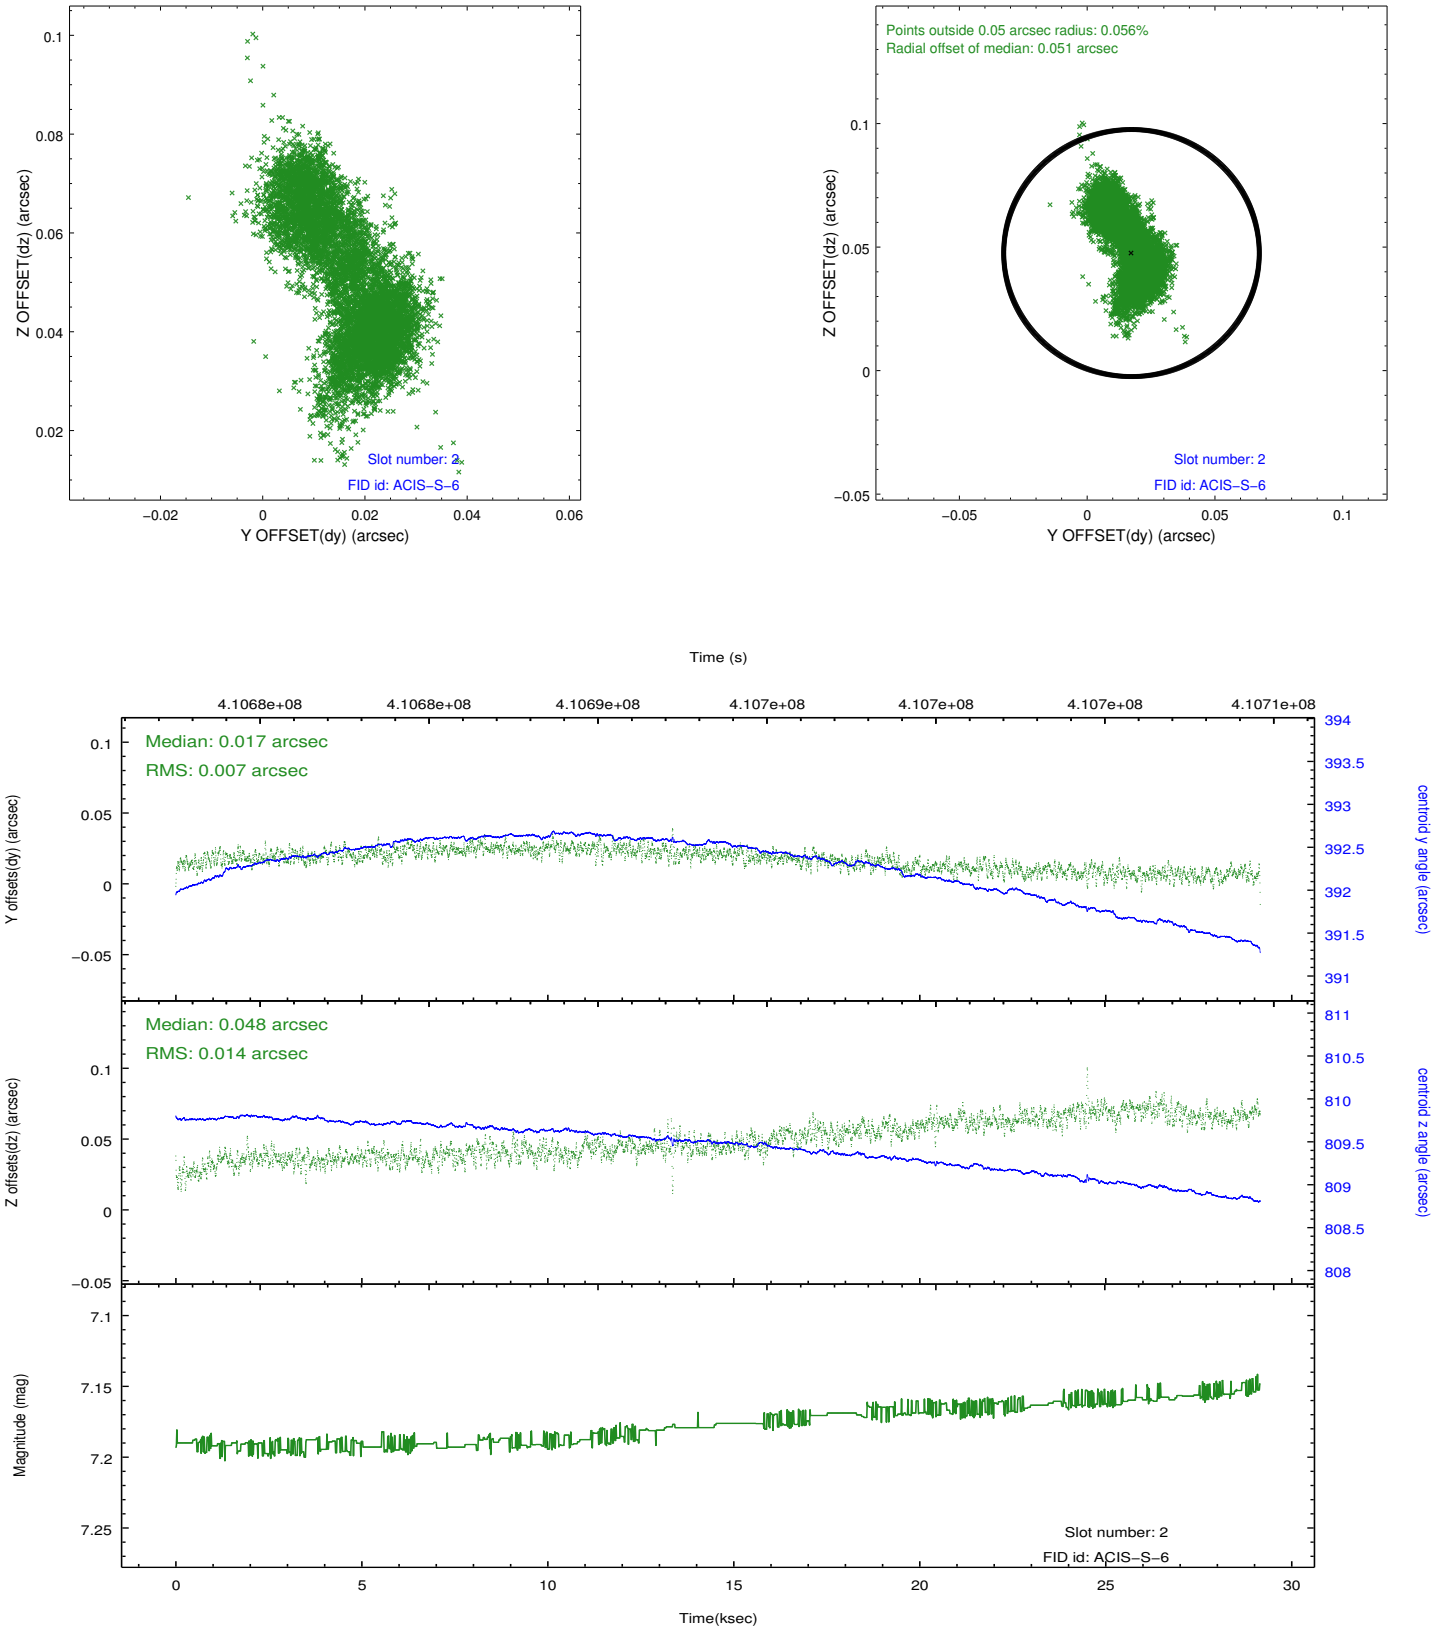 0.1
0.08
0.06
0.04
0.02
Z OFFSET(dz) (arcsec)
Slot number: 2
FID id: ACIS−S−6
−0.02 0 0.02 0.04 0.06
Y OFFSET(dy) (arcsec)
Points outside 0.05 arcsec radius: 0.056%
Radial offset of median: 0.051 arcsec
0.1
0.05
0
−0.05
Z OFFSET(dz) (arcsec)
Slot number: 2
FID id: ACIS−S−6
−0.05 0 0.05 0.1
Y OFFSET(dy) (arcsec)
Time (s)
4.1068e+08 4.1068e+08 4.1069e+08 4.107e+08 4.107e+08 4.107e+08 4.1071e+08
Median: 0.017 arcsec
RMS: 0.007 arcsec
0.1
0.05
0
−0.05
Y offsets(dy) (arcsec)
394
393.5
393
392.5
392
391.5
391
centroid y angle (arcsec)
Median: 0.048 arcsec
RMS: 0.014 arcsec
0.1
0.05
0
−0.05
Z offsets(dz) (arcsec)
811
810.5
810
809.5
809
808.5
808
centroid z angle (arcsec)
7.1
7.15
7.2
7.25
Magnitude (mag)
Slot number: 2
FID id: ACIS−S−6
0 5 10 15 20 25 30
Time(ksec)